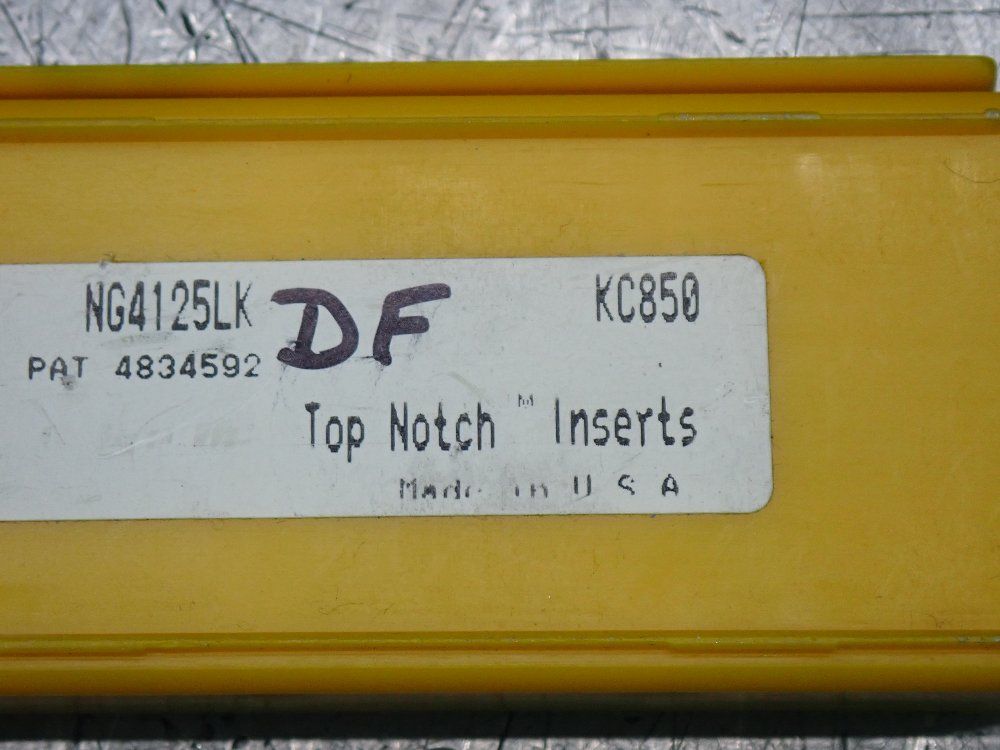 NG4125LK DF KC850
PAT 4834592
Top Notch™ Inserts
Made in U S A